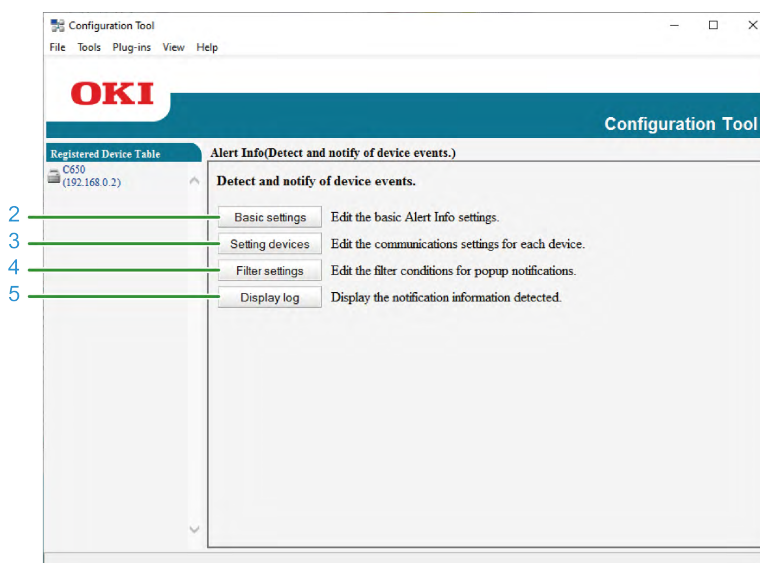 Configuration Tool
File Tools Plug-ins View Help
OKI
Configuration Tool
Registered Device Table
Alert Info(Detect and notify of device events.)
C650
(192.168.0.2)
Detect and notify of device events.
2 Basic settings Edit the basic Alert Info settings.
3 Setting devices Edit the communications settings for each device.
4 Filter settings Edit the filter conditions for popup notifications.
5 Display log Display the notification information detected.